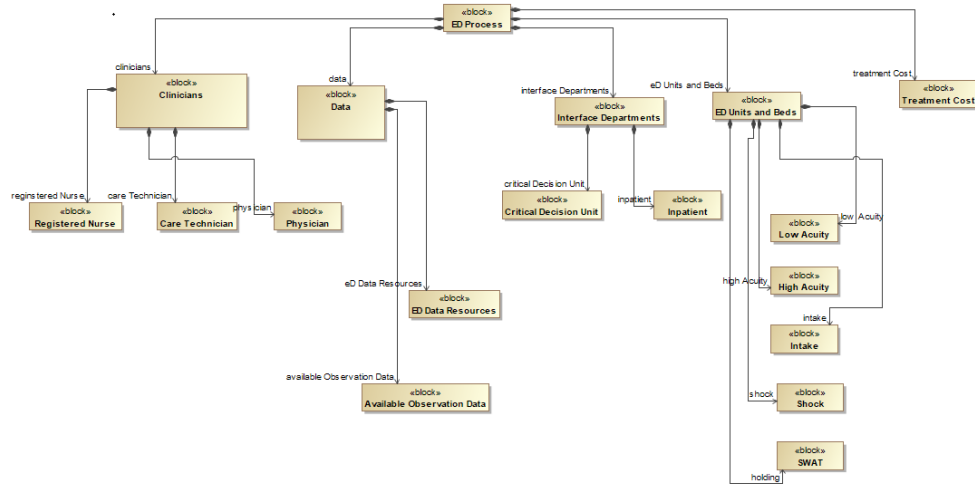 «block»
ED Process
clinicians
«block»
Clinicians
data
«block»
Data
interface Departments
«block»
Interface Departments
eD Units and Beds
«block»
ED Units and Beds
treatment Cost
«block»
Treatment Cost
reginstered Nurse
«block»
Registered Nurse
care Technician
«block»
Care Technician
physician
«block»
Physician
critical Decision Unit
«block»
Critical Decision Unit
inpatient
«block»
Inpatient
low Acuity
«block»
Low Acuity
high Acuity
«block»
High Acuity
eD Data Resources
«block»
ED Data Resources
intake
«block»
Intake
available Observation Data
«block»
Available Observation Data
shock
«block»
Shock
«block»
SWAT
holding